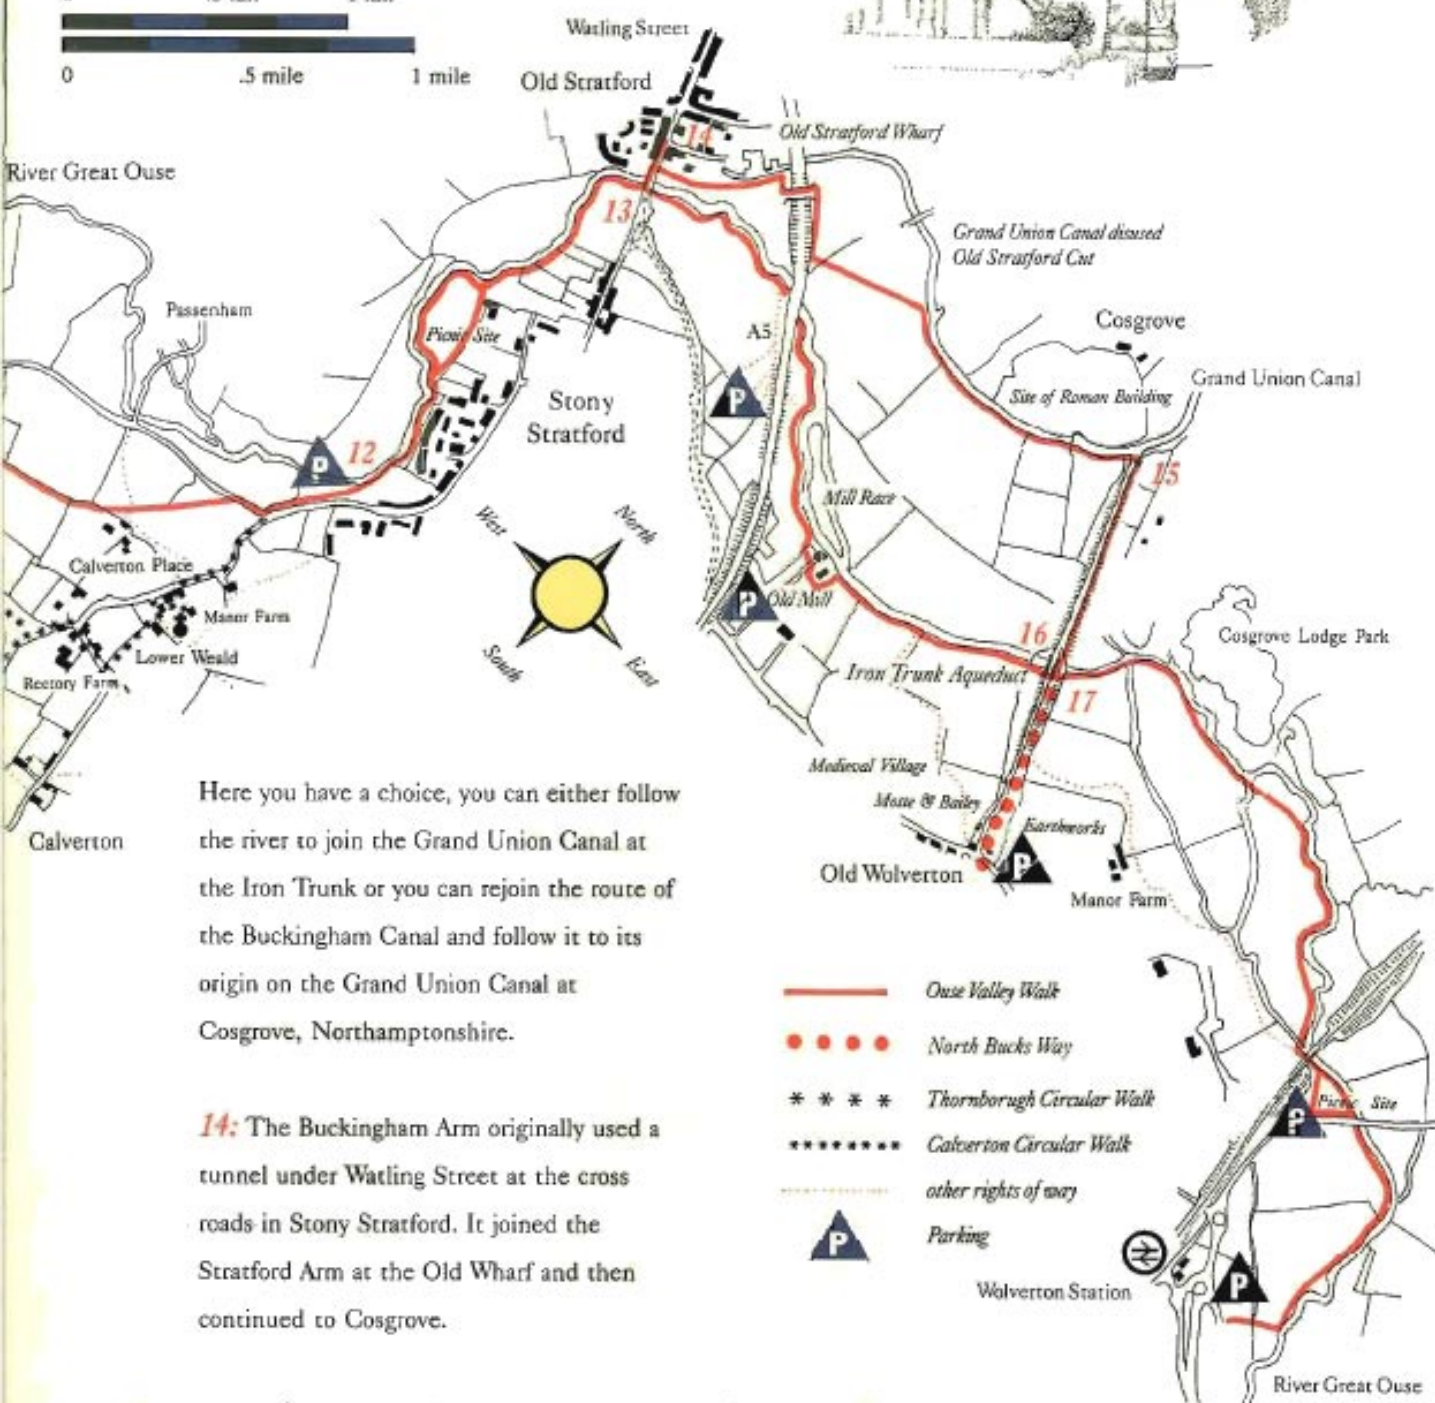 0 .5 mile 1 mile
Watling Street
Old Stratford
14
Old Stratford Wharf
River Great Ouse
13
Grand Union Canal disused
Old Stratford Cut
Passenham
Picnic Site
A5
Cosgrove
Grand Union Canal
Site of Roman Building
P
Stony
Stratford
12
P
15
Mill Race
West
North
South
East
Calverton Place
Manor Farm
Lower Weald
Rectory Farm
Calverton
P
Old Mill
16
Cosgrove Lodge Park
Iron Trunk Aqueduct
17
Medieval Village
Motte & Bailey
Earthworks
Old Wolverton
P
Manor Farm
Here you have a choice, you can either follow
the river to join the Grand Union Canal at
the Iron Trunk or you can rejoin the route of
the Buckingham Canal and follow it to its
origin on the Grand Union Canal at
Cosgrove, Northamptonshire.
14: The Buckingham Arm originally used a
tunnel under Watling Street at the cross
roads in Stony Stratford. It joined the
Stratford Arm at the Old Wharf and then
continued to Cosgrove.
Ouse Valley Walk
North Bucks Way
Thornborugh Circular Walk
Calverton Circular Walk
other rights of way
P Parking
Picnic Site
P
Wolverton Station
P
River Great Ouse